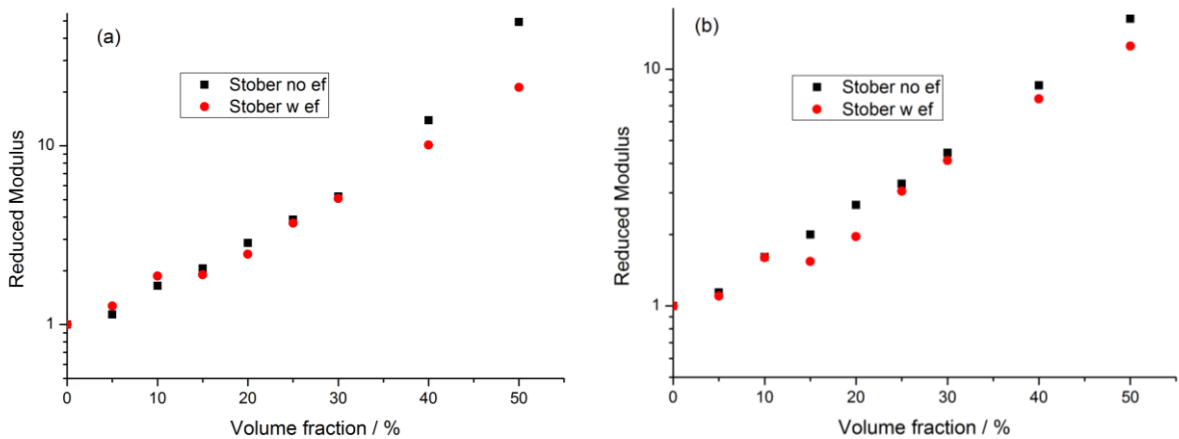 (a)
Stober no ef
Stober w ef
10
1
Reduced Modulus
0 10 20 30 40 50
Volume fraction / %
(b)
Stober no ef
Stober w ef
10
1
Reduced Modulus
0 10 20 30 40 50
Volume fraction / %